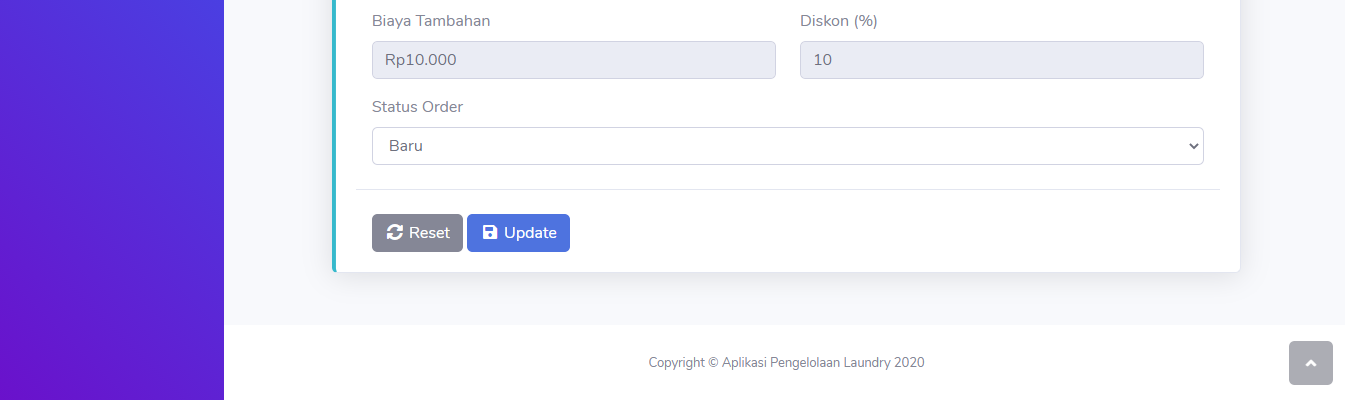 Biaya Tambahan
Diskon (%)
Rp10.000
10
Status Order
Baru
Reset
Update
Copyright © Aplikasi Pengelolaan Laundry 2020